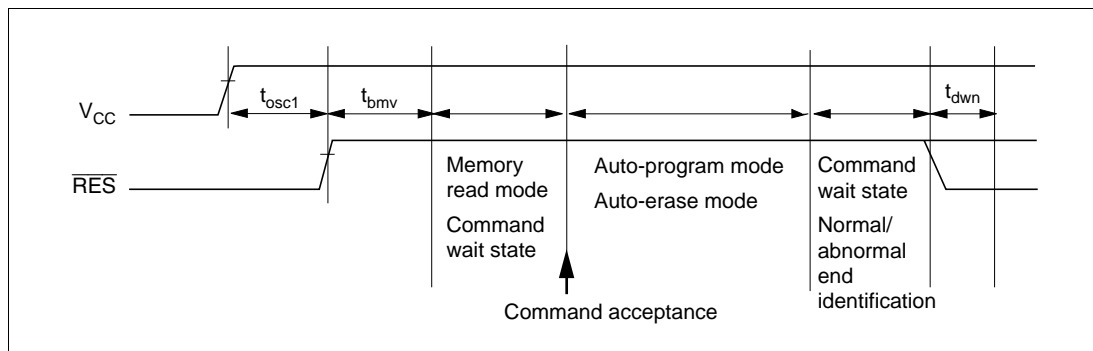 VCC
tosc1
tbmv
tdwn
RES
Memory
read mode
Command
wait state
Auto-program mode
Auto-erase mode
Command
wait state
Normal/
abnormal
end
identification
Command acceptance